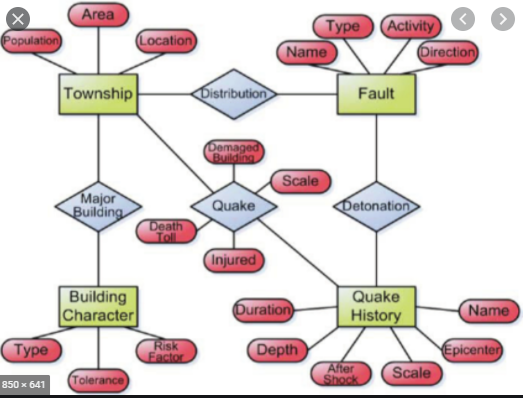 Area
Population
Location
Township
Distribution
Type
Activity
Name
Direction
Fault
Major
Building
Damaged
Building
Scale
Quake
Death
Toll
Injured
Detonation
Building
Character
Type
Tolerance
Risk
Factor
Quake
History
Duration
Name
Depth
After
Shock
Scale
Epicenter
850 × 641